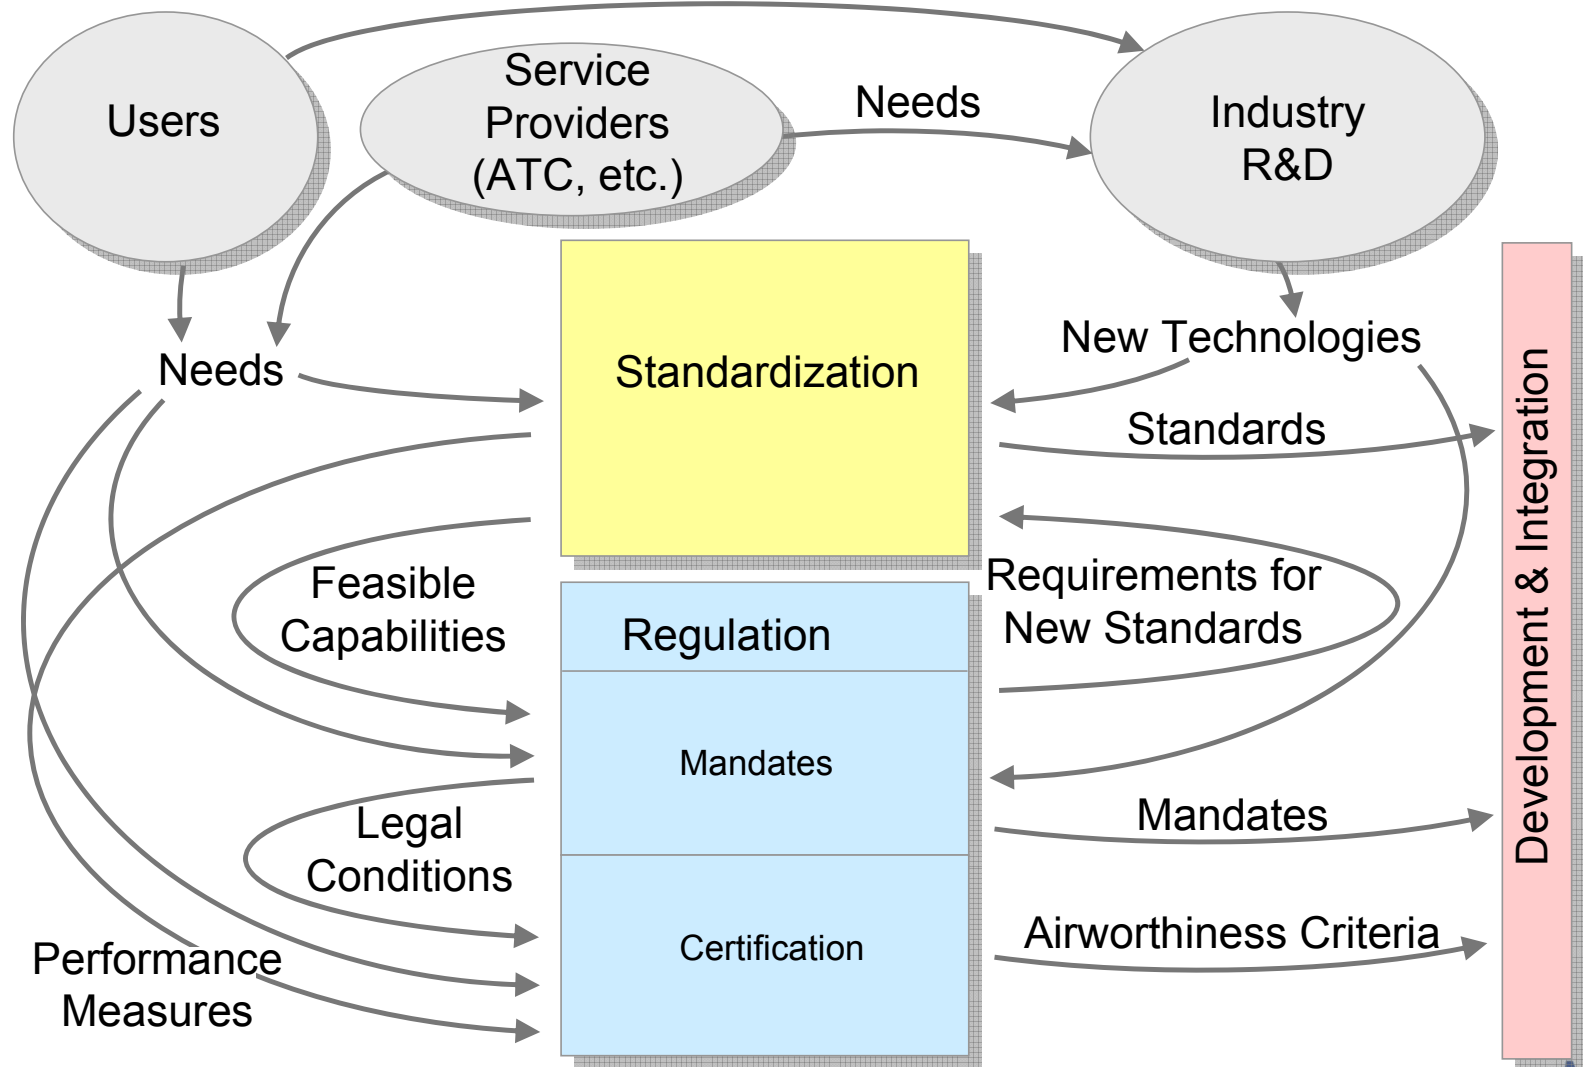 Users
Service
Providers
(ATC, etc.)
Needs
Industry
R&D
Needs
Standardization
New Technologies
Standards
Feasible
Capabilities
Requirements for
New Standards
Regulation
Mandates
Legal
Conditions
Mandates
Certification
Airworthiness Criteria
Performance
Measures
Development & Integration